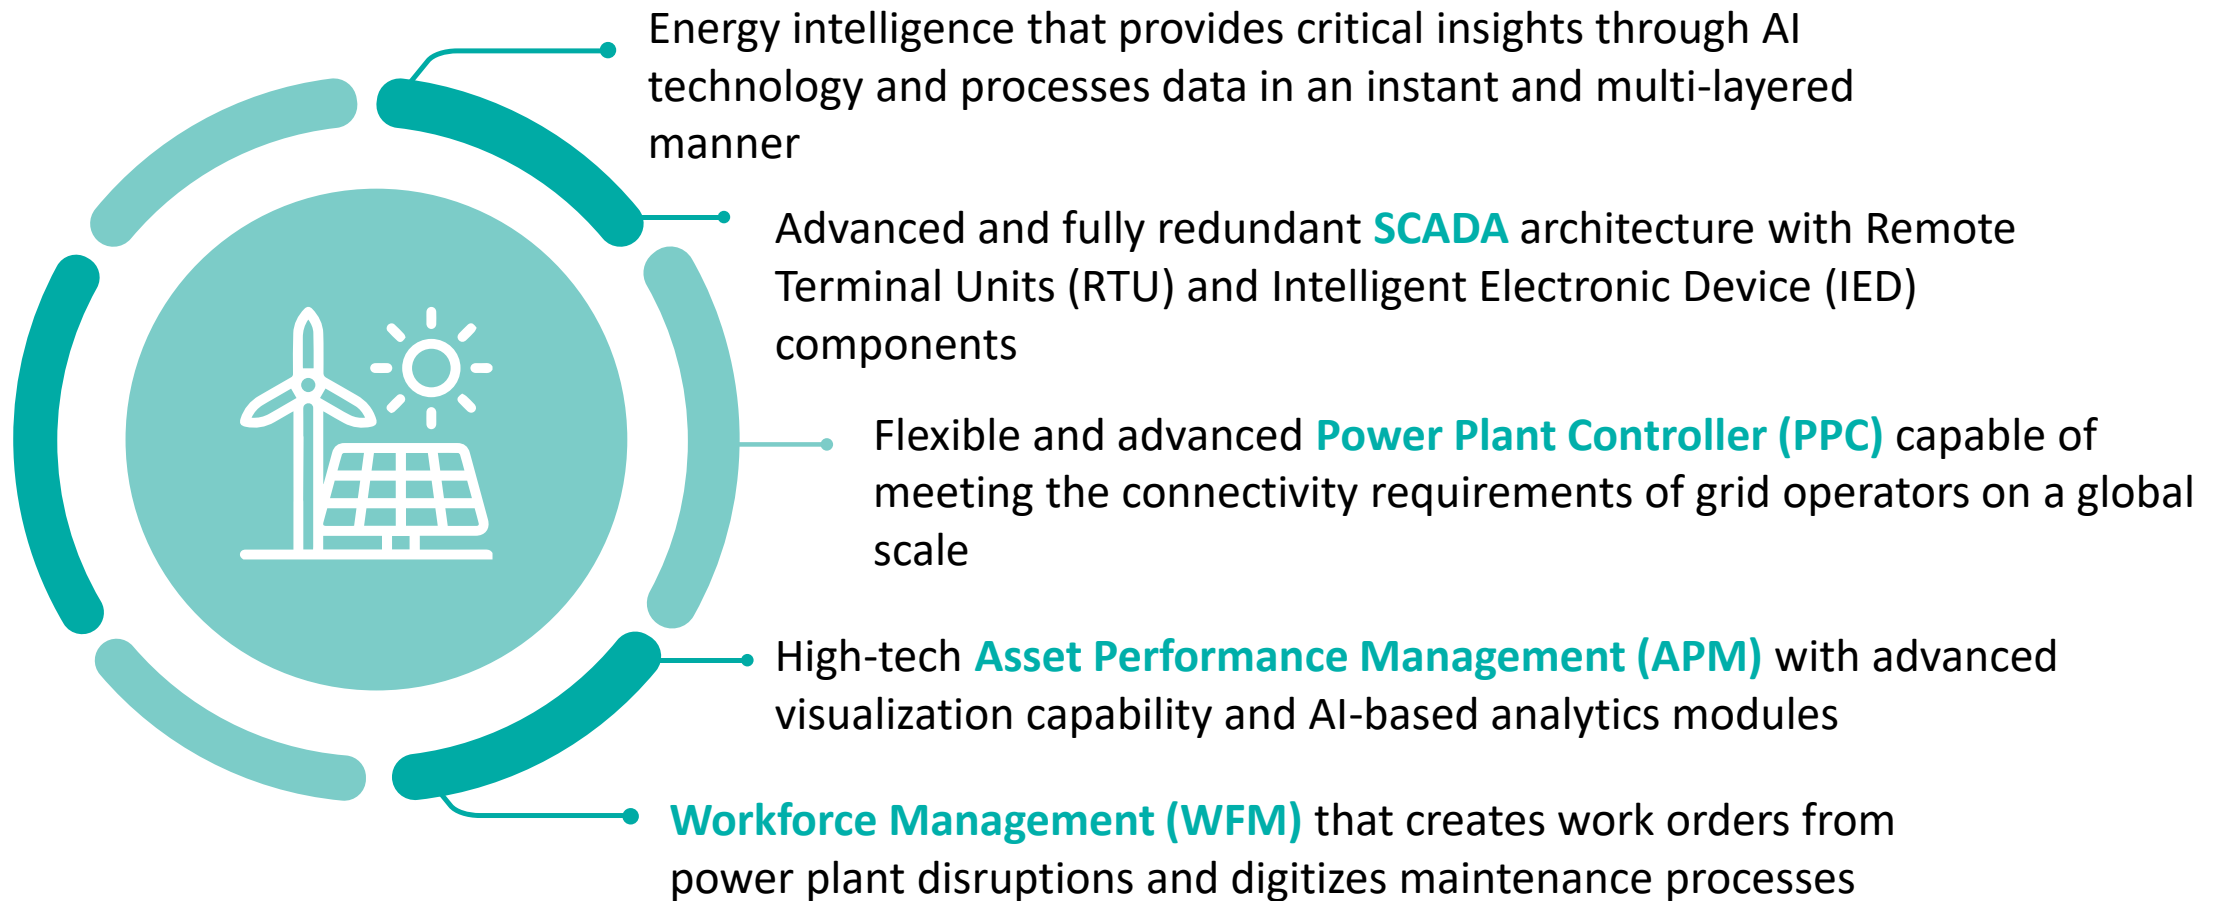 Energy intelligence that provides critical insights through AI
technology and processes data in an instant and multi-layered
manner
Advanced and fully redundant SCADA architecture with Remote
Terminal Units (RTU) and Intelligent Electronic Device (IED)
components
Flexible and advanced Power Plant Controller (PPC) capable of
meeting the connectivity requirements of grid operators on a global
scale
High-tech Asset Performance Management (APM) with advanced
visualization capability and AI-based analytics modules
Workforce Management (WFM) that creates work orders from
power plant disruptions and digitizes maintenance processes